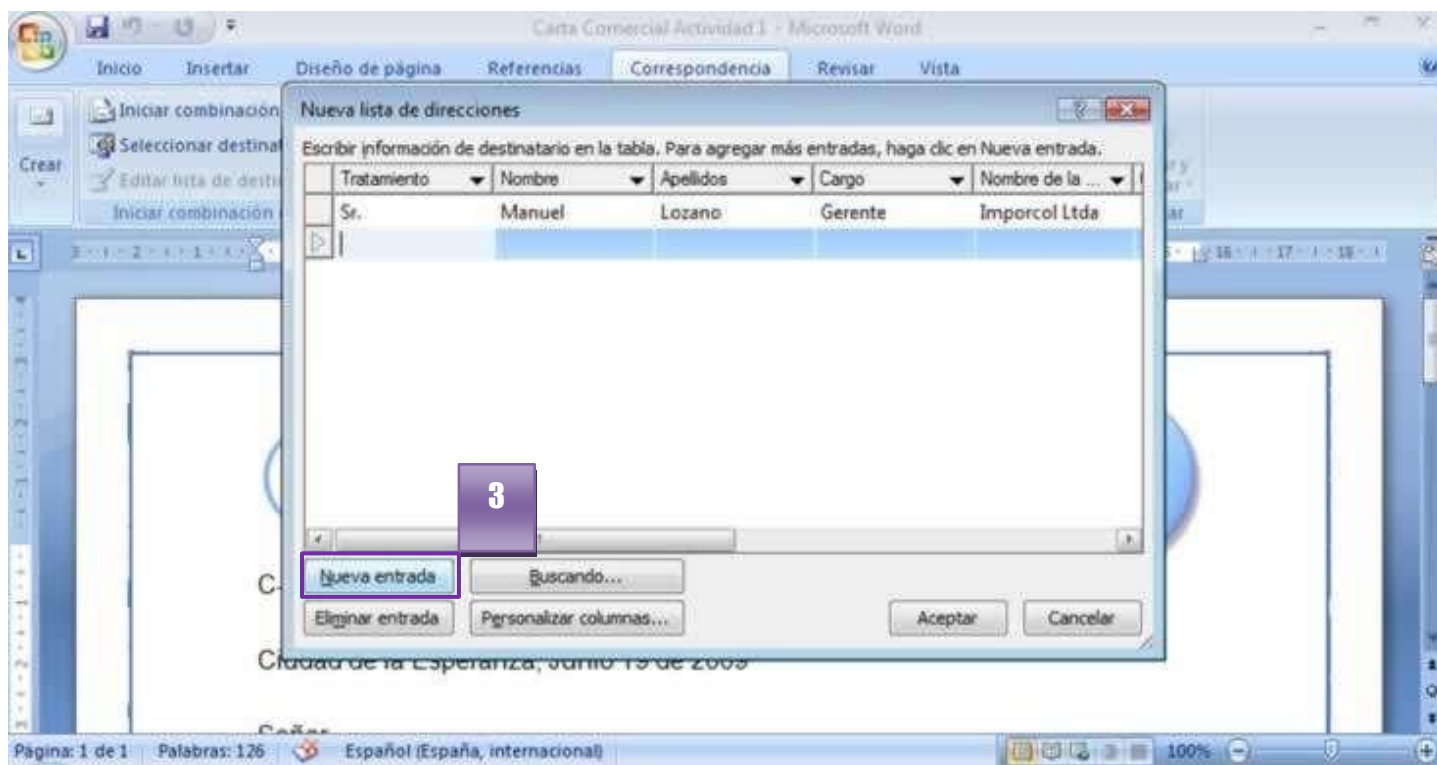 Carta Comercial Actividad 1 - Microsoft Word
Inicio Insertar Diseño de página Referencias Correspondencia Revisar Vista
Crear
Iniciar combinación
Seleccionar destinat
Editar lista de destin
Iniciar combinación
Nueva lista de direcciones
Escribir información de destinatario en la tabla. Para agregar más entradas, haga clic en Nueva entrada.
Tratamiento Nombre Apellidos Cargo Nombre de la ...
Sr. Manuel Lozano Gerente Imporcol Ltda
3
Nueva entrada Buscando...
Eliminar entrada Personalizar columnas... Aceptar Cancelar
C
Ciudad de la Esperanza, Junio 19 de 2009
Señor
Página: 1 de 1 Palabras: 126 Español (España, internacional) 100%